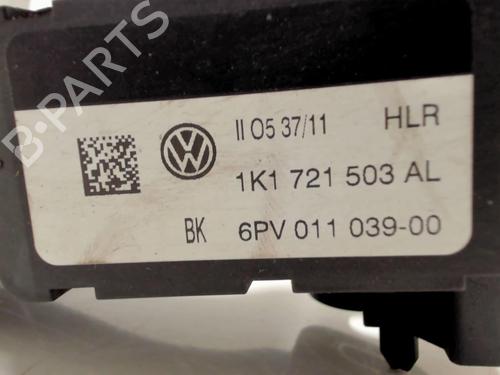 II 05 37/11 HLR
1K1 721 503 AL
BK 6PV 011 039-00
B-PARTS